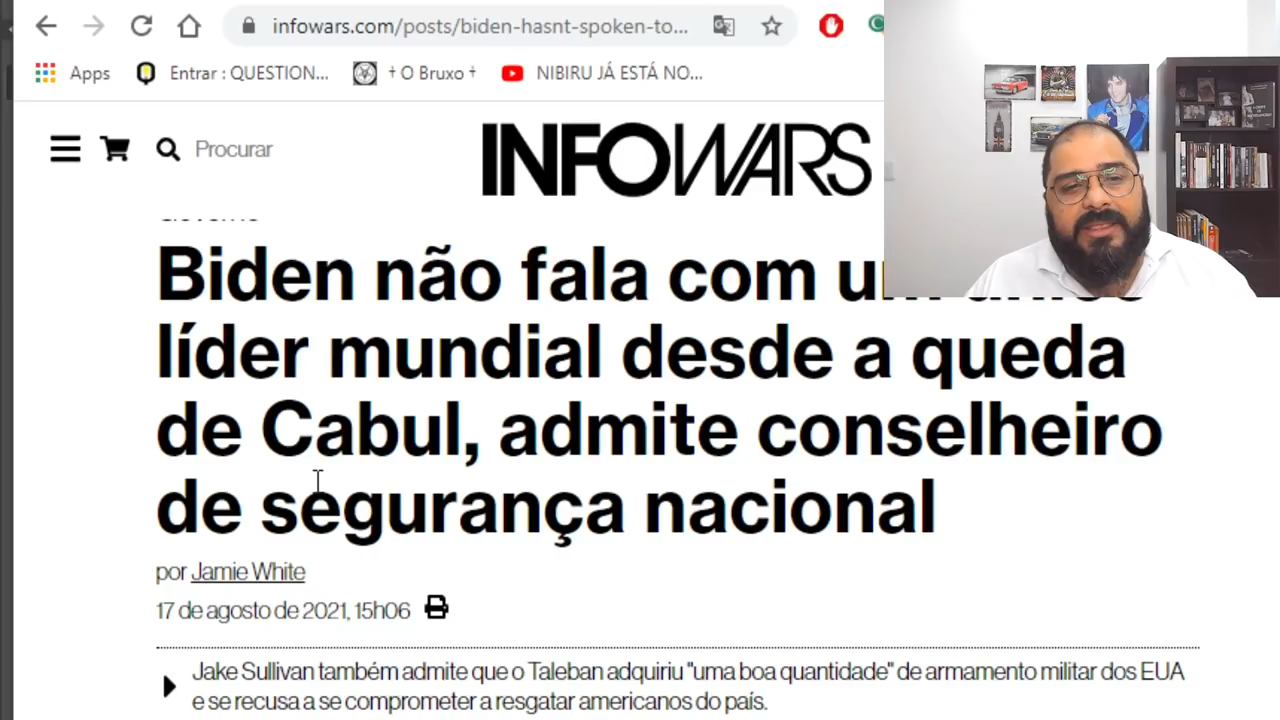 infowars.com/posts/biden-hasnt-spoken-to...
Apps Entrar : QUESTION... † O Bruxo † NIBIRU JÁ ESTÁ NO...
Procurar
INFOWARS
Biden não fala com um
líder mundial desde a queda
de Cabul, admite conselheiro
de segurança nacional
por Jamie White
17 de agosto de 2021, 15h06
Jake Sullivan também admite que o Taleban adquiriu "uma boa quantidade" de armamento militar dos EUA
e se recusa a se comprometer a resgatar americanos do país.